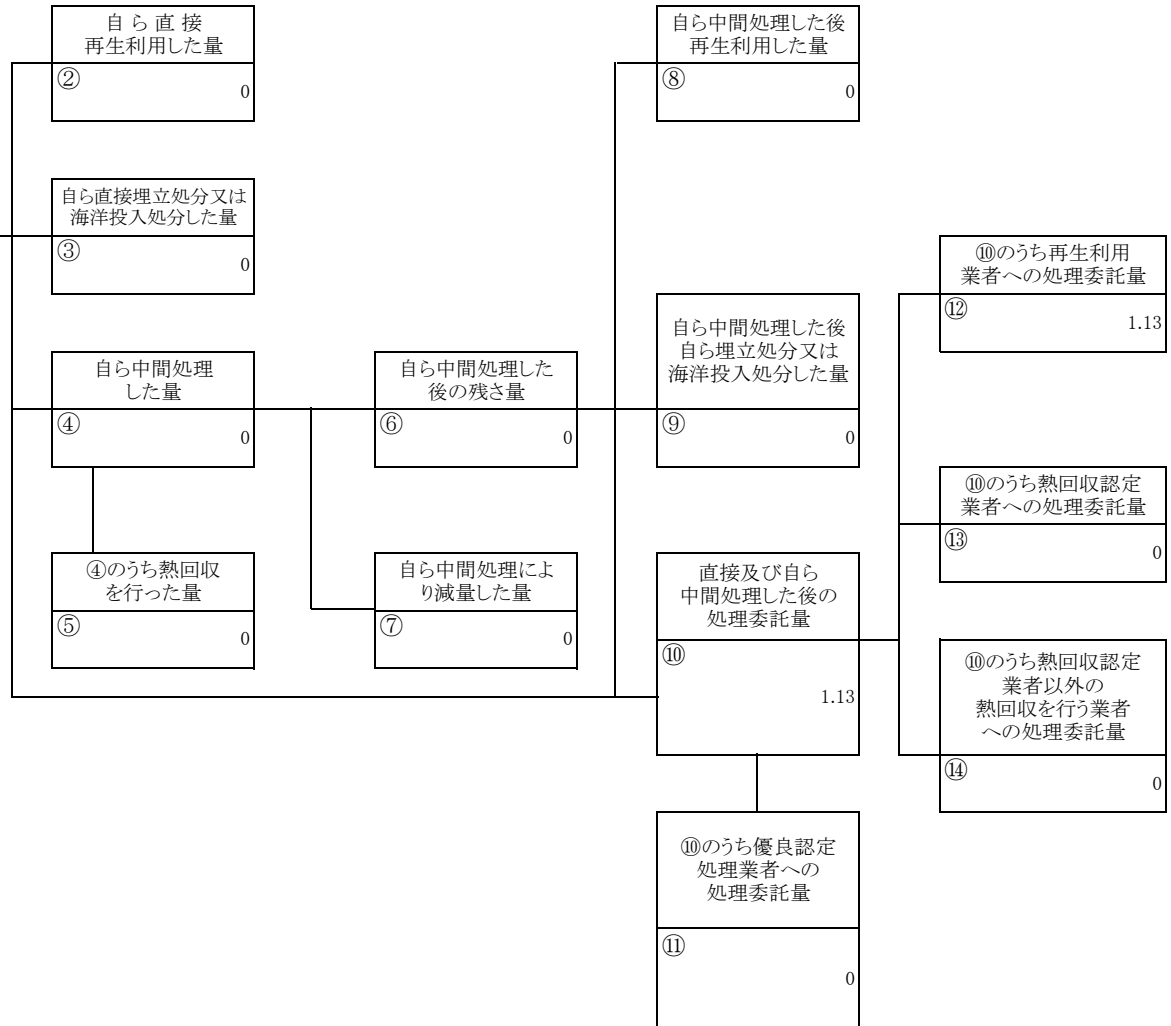 自ら直接
再生利用した量
②
0
自ら直接埋立処分又は
海洋投入処分した量
③
0
自ら中間処理
した量
④
0
④のうち熱回収
を行った量
⑤
0
自ら中間処理した
後の残さ量
⑥
0
自ら中間処理によ
り減量した量
⑦
0
自ら中間処理した後
再生利用した量
⑧
0
自ら中間処理した後
自ら埋立処分又は
海洋投入処分した量
⑨
0
直接及び自ら
中間処理した後の
処理委託量
⑩
1.13
⑩のうち優良認定
処理業者への
処理委託量
⑪
0
⑩のうち再生利用
業者への処理委託量
⑫
1.13
⑩のうち熱回収認定
業者への処理委託量
⑬
0
⑩のうち熱回収認定
業者以外の
熱回収を行う業者
への処理委託量
⑭
0